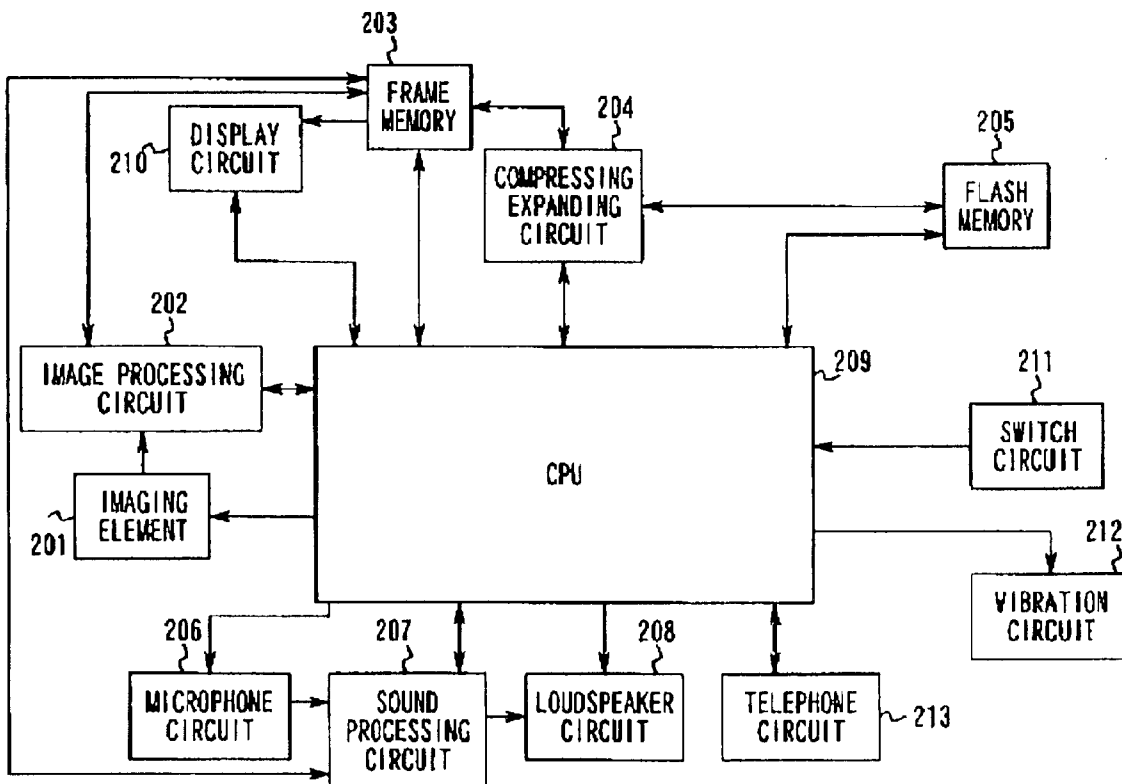 203
FRAME
MEMORY
204
205
210
DISPLAY
CIRCUIT
COMPRESSING
EXPANDING
CIRCUIT
FLASH
MEMORY
202
IMAGE PROCESSING
CIRCUIT
209
211
SWITCH
CIRCUIT
CPU
201
IMAGING
ELEMENT
212
VIBRATION
CIRCUIT
206
MICROPHONE
CIRCUIT
207
SOUND
PROCESSING
CIRCUIT
208
LOUDSPEAKER
CIRCUIT
TELEPHONE
CIRCUIT
213